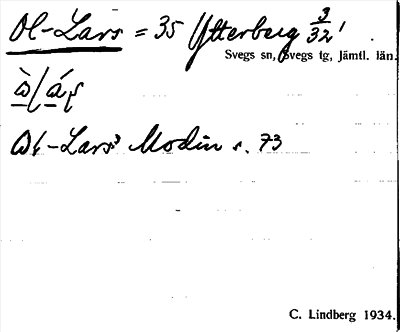 Ol-Lars = 35 Ytterberg 3/32
Svegs sn, Svegs tg, Jämtl. län.
Ol-Lars Modin s. 73
C. Lindberg 1934.